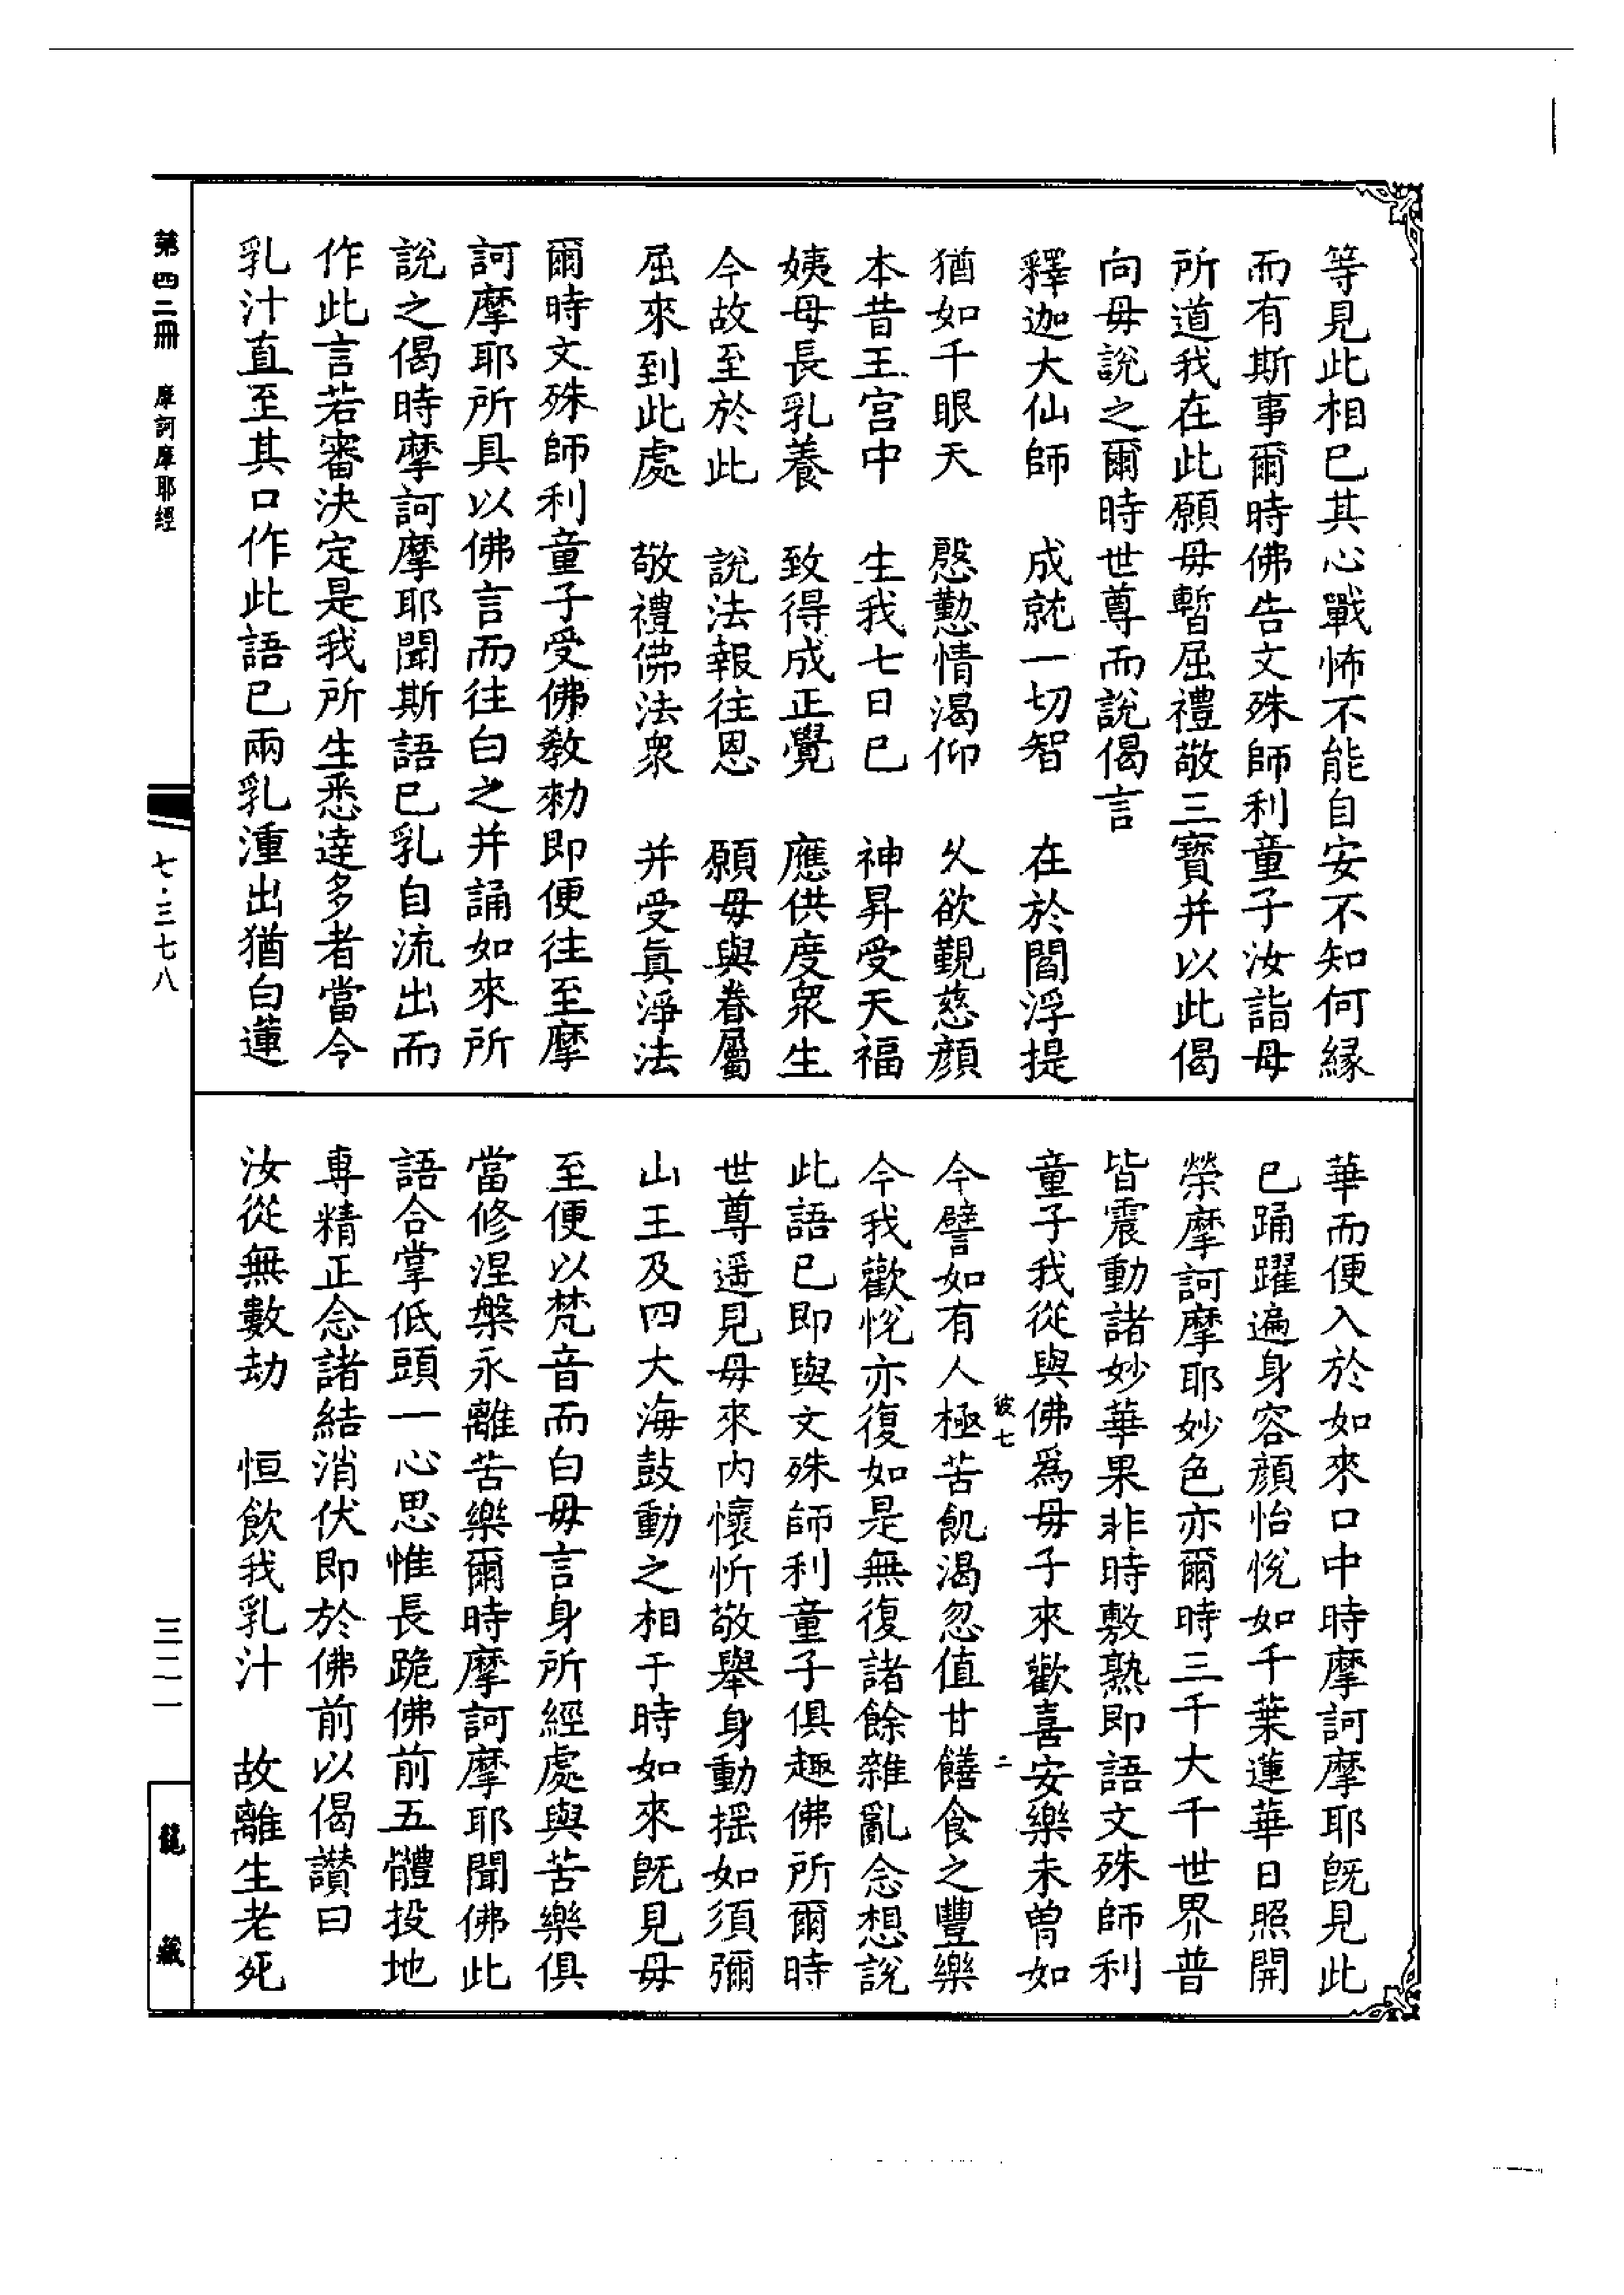 等見此相已其心戰怖不能自安不知何緣
而有斯事爾時佛告文殊師利童子汝詣母
所道我在此願母暫屈禮敬三寶并以此偈
向母說之爾時世尊而說偈言
釋迦大仙師　成就一切智　在於閻浮提
猶如千眼天　慇懃情渴仰　久欲覲慈顔
本昔王宮中　生我七日已　神昇受天福
姨母長乳養　致得成正覺　應供度衆生
今故至於此　說法報往恩　願母與眷屬
屈來到此處　敬禮佛法衆　并受眞淨法
爾時文殊師利童子受佛敎勑即便往至摩
訶摩耶所具以佛言而往白之并誦如來所
說之偈時摩訶摩耶聞斯語已乳自流出而
作此言若審決定是我所生悉達多者當令
乳汁直至其口作此語已兩乳湩出猶白蓮
華而便入於如來口中時摩訶摩耶旣見此
已踊躍遍身容顔怡悅如千葉蓮華日照開
榮摩訶摩耶妙色亦爾時三千大千世界普
皆震動諸妙華果非時敷熟即語文殊師利
童子我從與佛爲母子來歡喜安樂未曾如
彼七　二
今譬如有人極苦飢渴忽值甘饍食之豐樂
今我歡悅亦復如是無復諸餘雜亂念想說
此語已即與文殊師利童子俱趣佛所爾時
世尊遥見母來內懷忻敬舉身動搖如須彌
山王及四大海鼓動之相于時如來旣見母
至便以梵音而白母言身所經處與苦樂俱
當修涅槃永離苦樂爾時摩訶摩耶聞佛此
語合掌低頭一心思惟長跪佛前五體投地
專精正念諸結消伏即於佛前以偈讚曰
汝從無數劫　恒飲我乳汁　故離生老死
第四二冊　摩訶摩耶經
七·三七八
三二一
龍藏